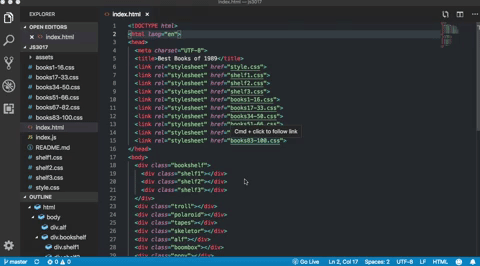 index.html — js3017
EXPLORER
OPEN EDITORS
index.html
JS3017
assets
books1-16.css
books17-33.css
books34-50.css
books51-66.css
books67-82.css
books83-100.css
index.html
README.md
shelf1.css
shelf2.css
shelf3.css
style.css
OUTLINE
html
body
div.alf
div.bookshelf
div.shelf1
index.html
1 <!DOCTYPE html>
2 <html lang="en">
3 <head>
4 <meta charset="UTF-8">
5 <title>Best Books of 1989</title>
6 <link rel="stylesheet" href="style.css">
7 <link rel="stylesheet" href="shelf1.css">
8 <link rel="stylesheet" href="shelf2.css">
9 <link rel="stylesheet" href="shelf3.css">
10 <link rel="stylesheet" href="books1-16.css">
11 <link rel="stylesheet" href="books17-33.css">
12 <link rel="stylesheet" href="books34-50.css">
13 <link rel="stylesheet" href="books51-66.css">
14 <link rel="stylesheet"
Cmd + click to follow link
15 <link rel="stylesheet" href="books83-100.css">
16 </head>
17 <body>
18 <div class="bookshelf">
19 <div class="shelf1"></div>
20 <div class="shelf2"></div>
21 <div class="shelf3"></div>
22 </div>
23 <div class="troll"></div>
24 <div class="polaroid"></div>
25 <div class="tapes"></div>
26 <div class="skeletor"></div>
27 <div class="alf"></div>
28 <div class="boombox"></div>
master
0 0
Go Live
Ln 2, Col 17
Spaces: 2
UTF-8
LF
HTML